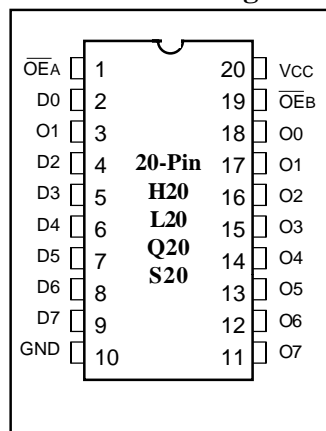 OEA 1 20 VCC
D0 2 19 OEB
O1 3 18 O0
D2 4 20-Pin 17 O1
D3 5 H20 16 O2
D4 6 L20 15 O3
D5 7 Q20 14 O4
D6 8 S20 13 O5
D7 9 12 O6
GND 10 11 O7